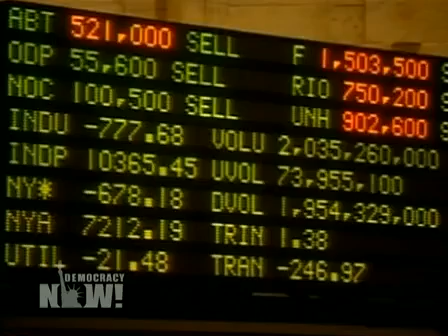 ABT 521,000 SELL F 1,503,500 S
ODP 55,600 SELL RIO 750,200 S
NOC 100,500 SELL UNH 902,600 S
INDU -777.68 VOLU 2,035,260,000
INDP 10365.45 UVOL 73,955,100
NY* -678.18 DVOL 1,954,329,000
NYA 7212.19 TRIN 1.38
UTIL -21.48 TRAN -246.97
DEMOCRACY
NOW!